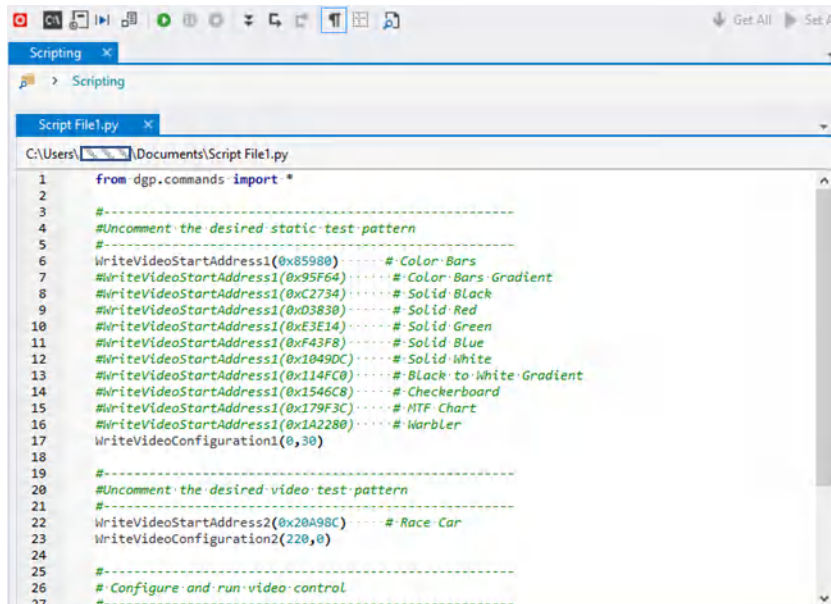 Get All Set A
Scripting ×
> Scripting
Script File1.py ×
C:\Users\ \Documents\Script File1.py
1 from dgp.commands import *
2
3 #-------------------------------------------------------
4 #Uncomment the desired static test pattern
5 #-------------------------------------------------------
6 WriteVideoStartAddress1(0x85980) # Color Bars
7 #WriteVideoStartAddress1(0x95F64) # Color Bars Gradient
8 #WriteVideoStartAddress1(0xC2734) # Solid Black
9 #WriteVideoStartAddress1(0xD3830) # Solid Red
10 #WriteVideoStartAddress1(0xE3E14) # Solid Green
11 #WriteVideoStartAddress1(0xF43F8) # Solid Blue
12 #WriteVideoStartAddress1(0x1049DC) # Solid White
13 #WriteVideoStartAddress1(0x114FC0) # Black to White Gradient
14 #WriteVideoStartAddress1(0x1546C8) # Checkerboard
15 #WriteVideoStartAddress1(0x179F3C) # MTF Chart
16 #WriteVideoStartAddress1(0x1A2280) # Warbler
17 WriteVideoConfiguration1(0,30)
18
19 #-------------------------------------------------------
20 #Uncomment the desired video test pattern
21 #-------------------------------------------------------
22 WriteVideoStartAddress2(0x20A98C) # Race Car
23 WriteVideoConfiguration2(220,0)
24
25 #-------------------------------------------------------
26 # Configure and run video control
27 #-------------------------------------------------------